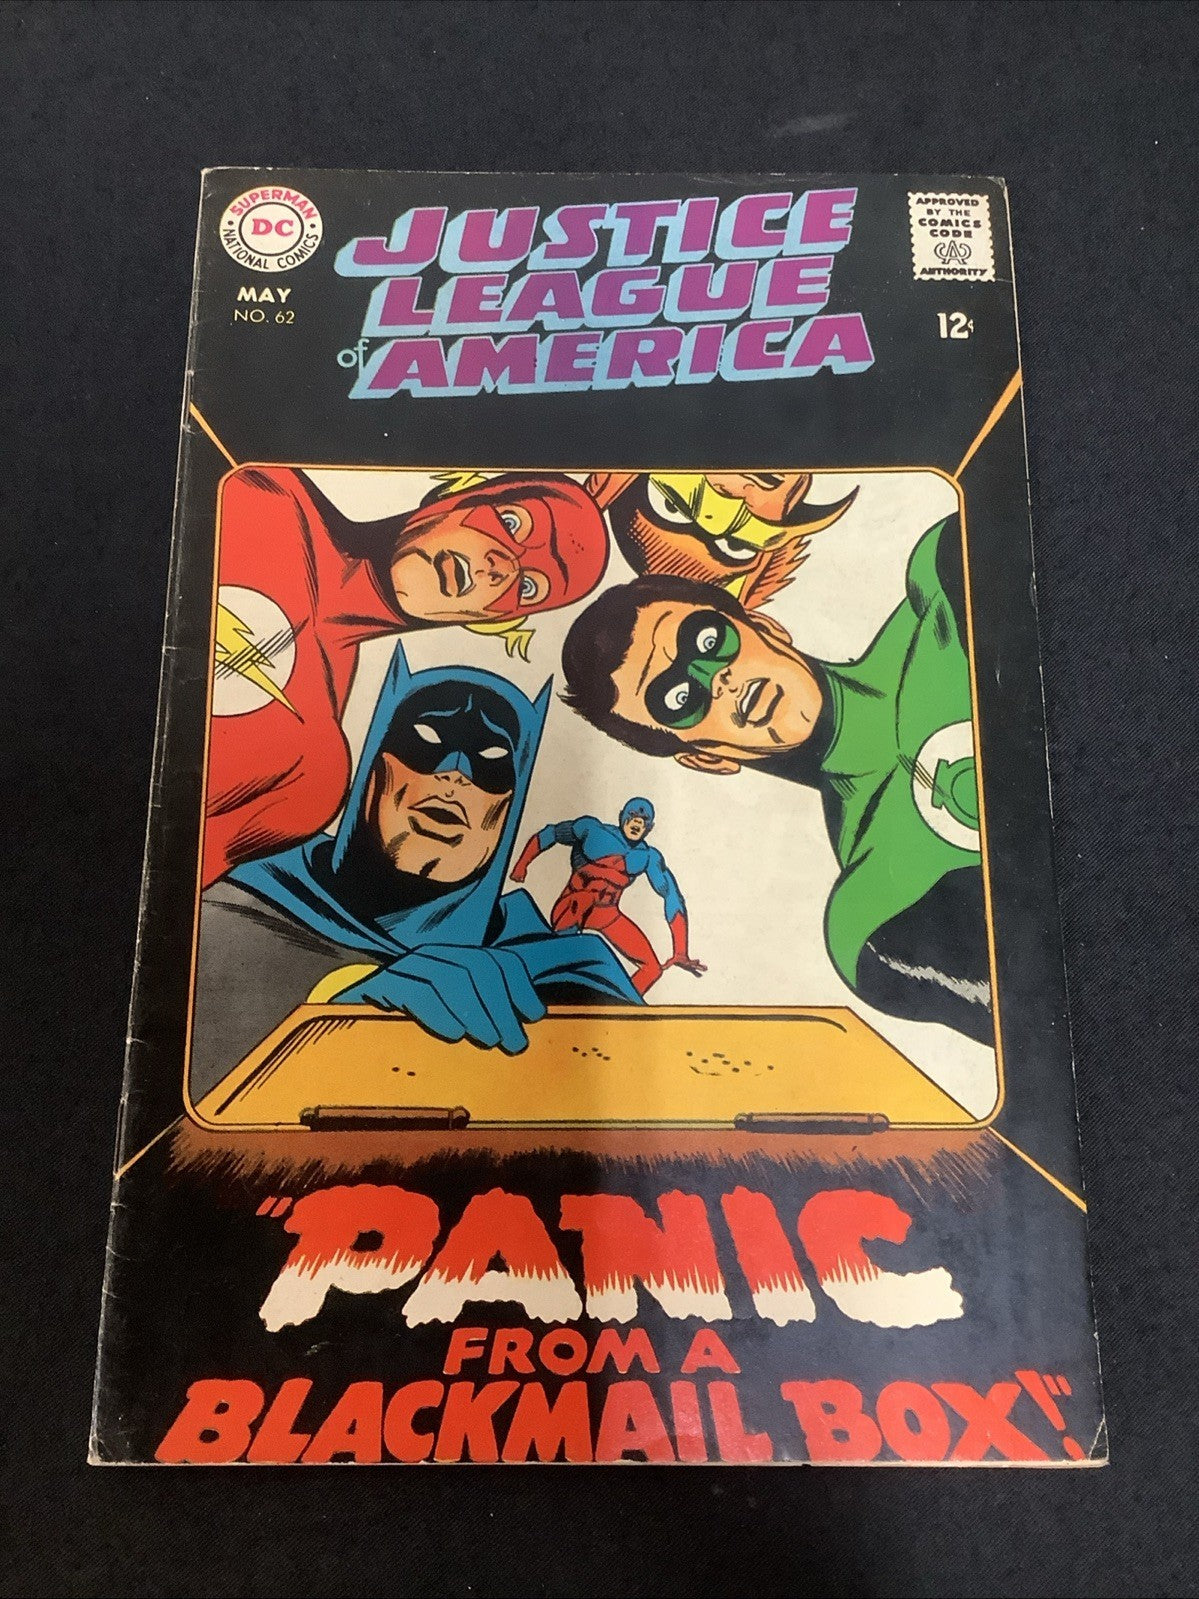 SUPERMAN
DC
NATIONAL COMICS
MAY
NO. 62
JUSTICE
LEAGUE
of AMERICA
APPROVED
BY THE
COMICS
CODE
CA
AUTHORITY
12¢
"PANIC
FROM A
BLACKMAIL BOX!"